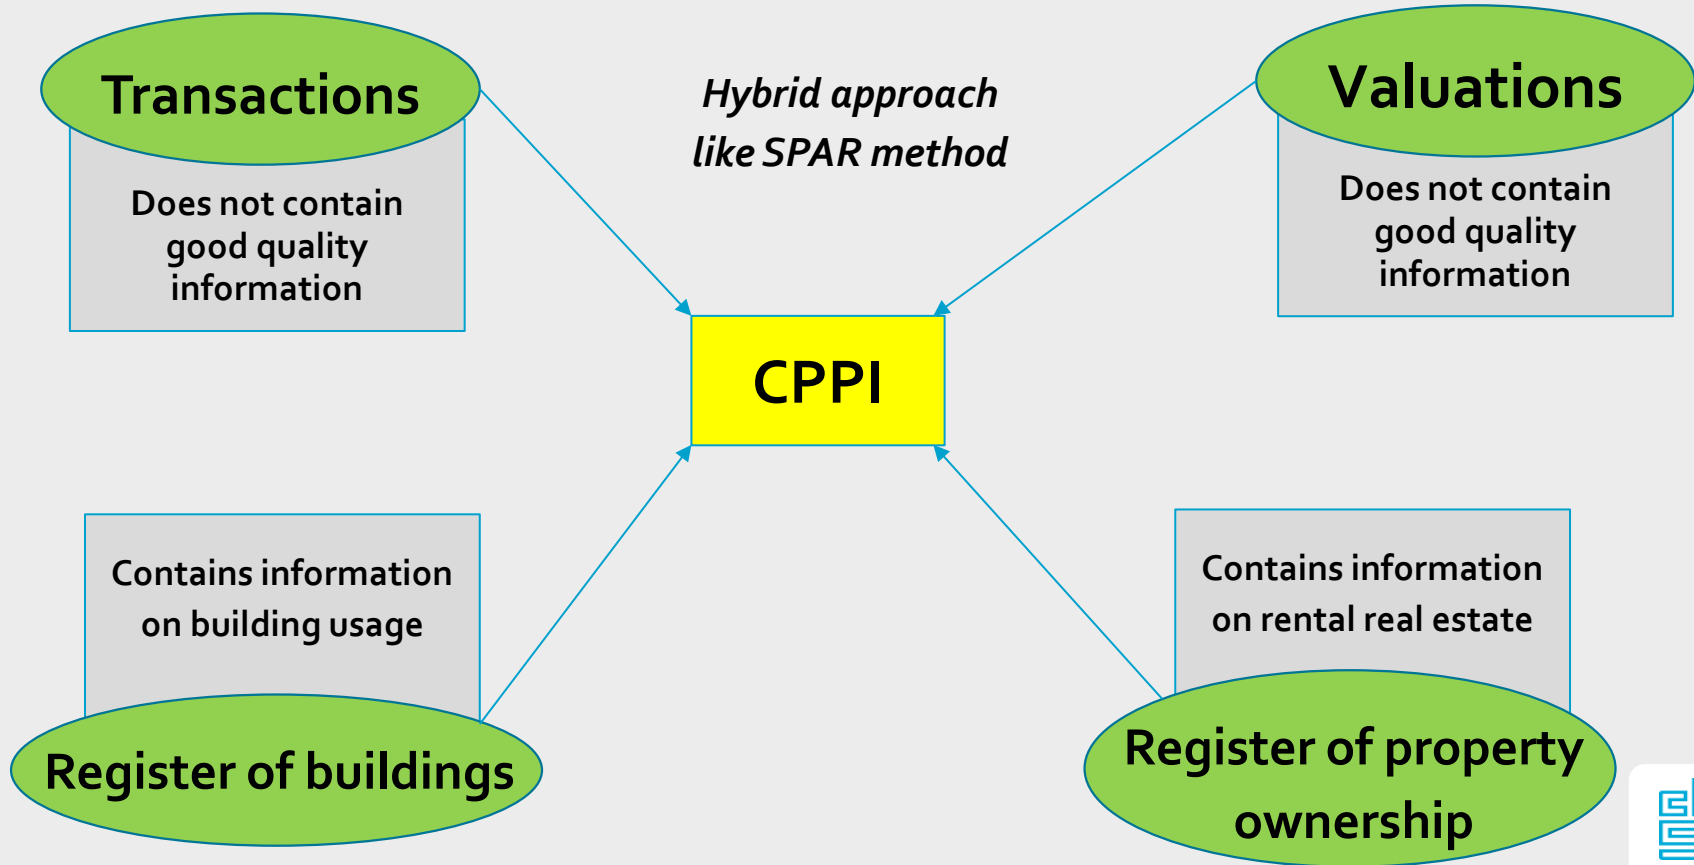 Transactions
Does not contain
good quality
information
Hybrid approach
like SPAR method
Valuations
Does not contain
good quality
information
CPPI
Contains information
on building usage
Register of buildings
Contains information
on rental real estate
Register of property
ownership